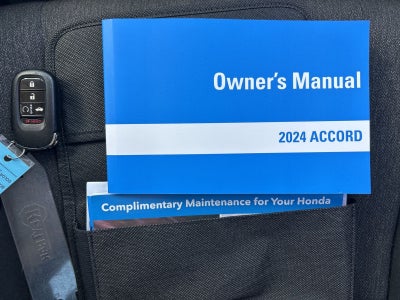 Owner's Manual
2024 ACCORD
Complimentary Maintenance for Your Honda